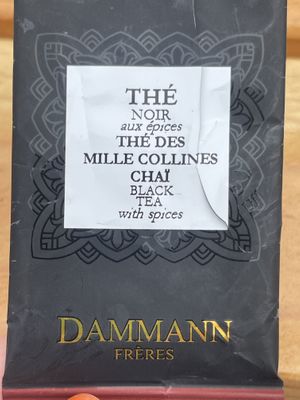 THÉ
NOIR
aux épices
THÉ DES
MILLE COLLINES
CHAÏ
BLACK
TEA
with spices
DAMMANN
FRÈRES